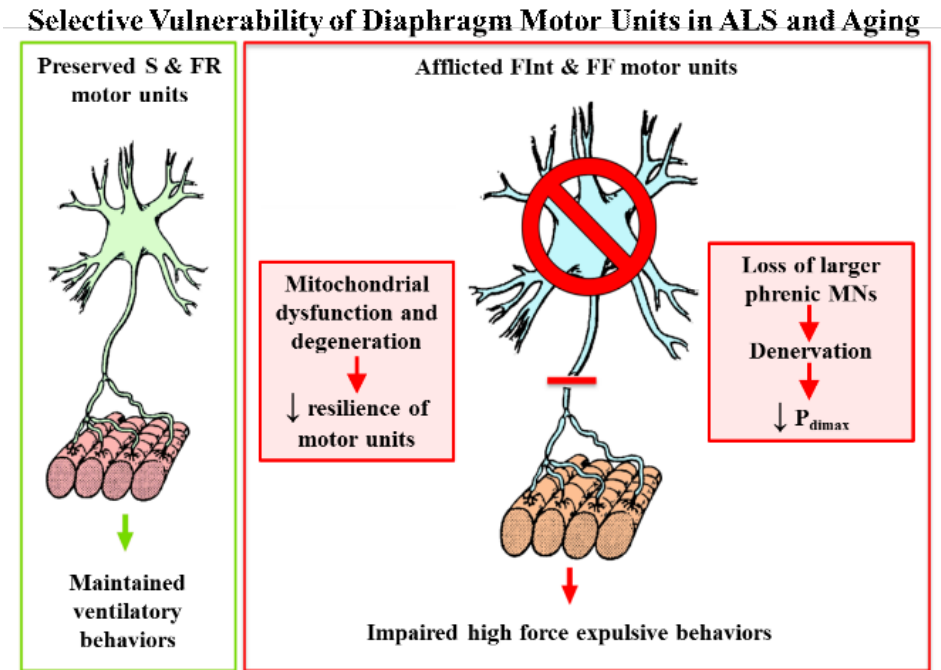 Selective Vulnerability of Diaphragm Motor Units in ALS and Aging
Preserved S & FR
motor units
Maintained
ventilatory
behaviors
Afflicted FInt & FF motor units
Mitochondrial
dysfunction and
degeneration
↓ resilience of
motor units
Loss of larger
phrenic MNs
Denervation
↓ Pdimax
Impaired high force expulsive behaviors